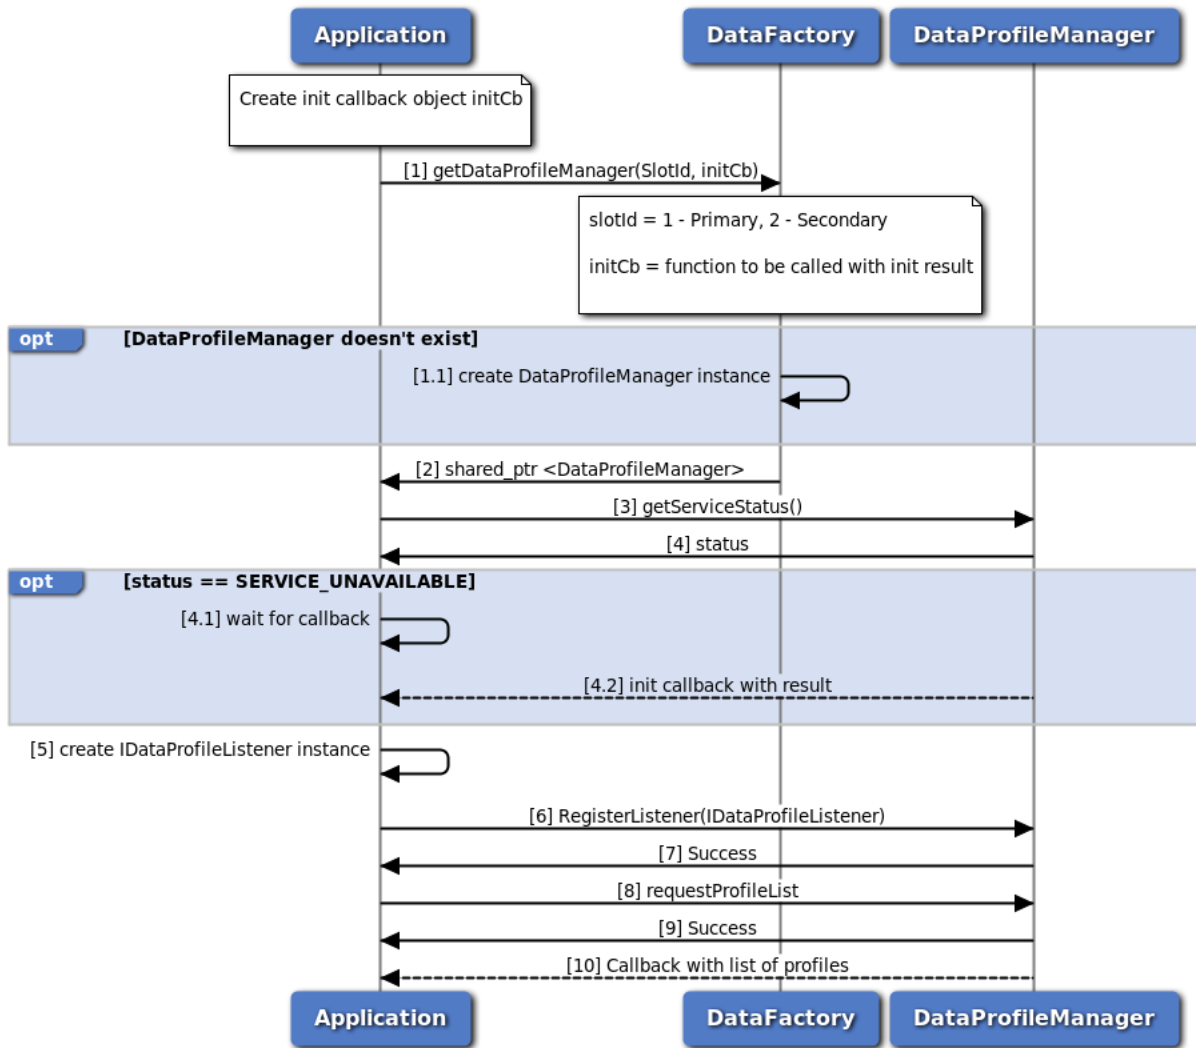 Application
DataFactory
DataProfileManager
Create init callback object initCb
[1] getDataProfileManager(SlotId, initCb)
slotId = 1 - Primary, 2 - Secondary
initCb = function to be called with init result
opt
[DataProfileManager doesn't exist]
[1.1] create DataProfileManager instance
[2] shared_ptr <DataProfileManager>
[3] getServiceStatus()
[4] status
opt
[status == SERVICE_UNAVAILABLE]
[4.1] wait for callback
[4.2] init callback with result
[5] create IDataProfileListener instance
[6] RegisterListener(IDataProfileListener)
[7] Success
[8] requestProfileList
[9] Success
[10] Callback with list of profiles
Application
DataFactory
DataProfileManager